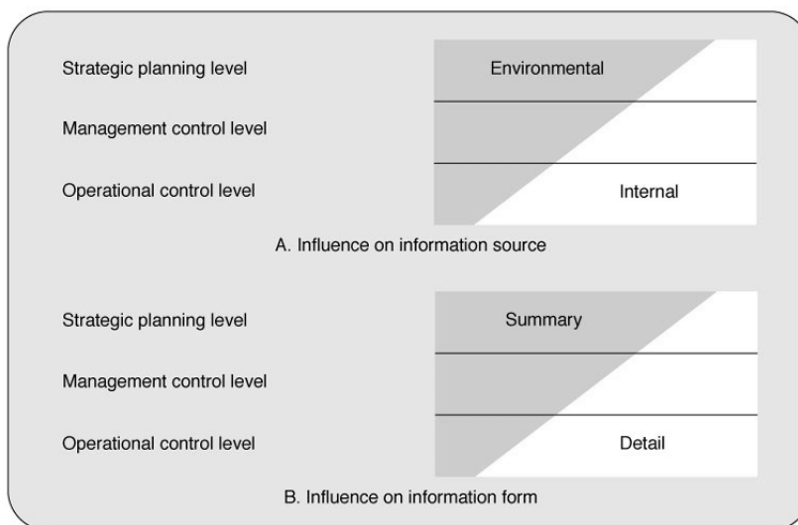 Strategic planning level
Environmental
Management control level
Operational control level
Internal
A. Influence on information source
Strategic planning level
Summary
Management control level
Operational control level
Detail
B. Influence on information form